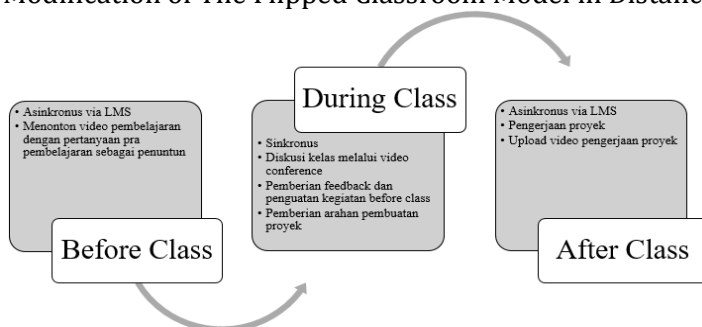 Modification of The Flipped Classroom Model in Distanc
• Asinkronus via LMS
• Menonton video pembelajaran
dengan pertanyaan pra
pembelajaran sebagai penuntun
Before Class
During Class
• Sinkronus
• Diskusi kelas melalui video
conference
• Pemberian feedback dan
penguatan kegiatan before class
• Pemberian arahan pembuatan
proyek
• Asinkronus via LMS
• Pengerjaan proyek
• Upload video pengerjaan proyek
After Class